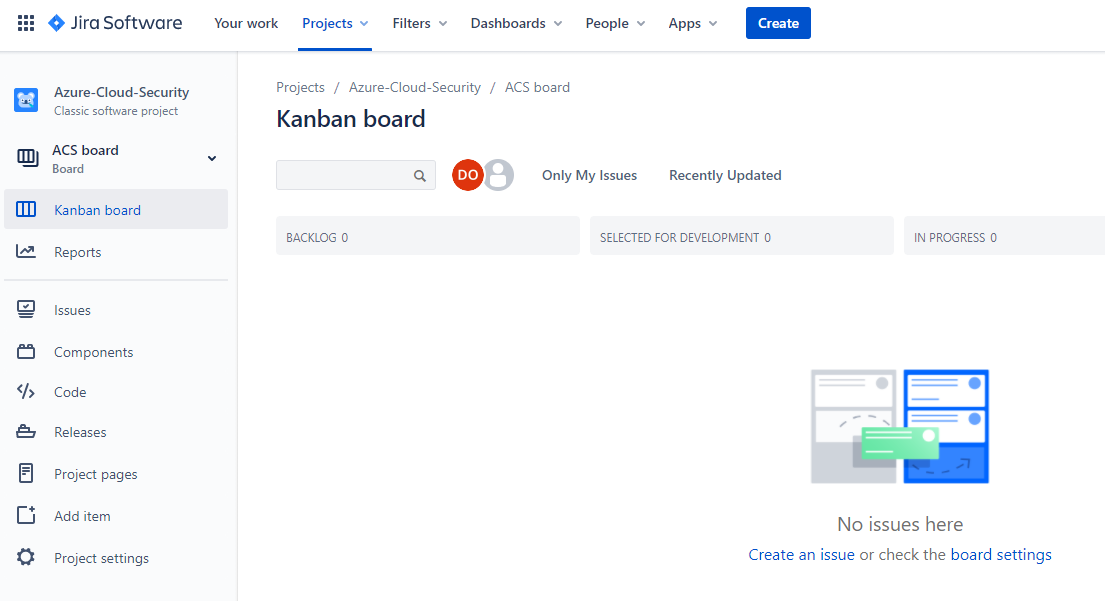 Jira Software Your work Projects Filters Dashboards People Apps Create
Azure-Cloud-Security
Classic software project
ACS board
Board
Kanban board
Reports
Issues
Components
Code
Releases
Project pages
Add item
Project settings
Projects / Azure-Cloud-Security / ACS board
Kanban board
DO Only My Issues Recently Updated
BACKLOG 0 SELECTED FOR DEVELOPMENT 0 IN PROGRESS 0
No issues here
Create an issue or check the board settings